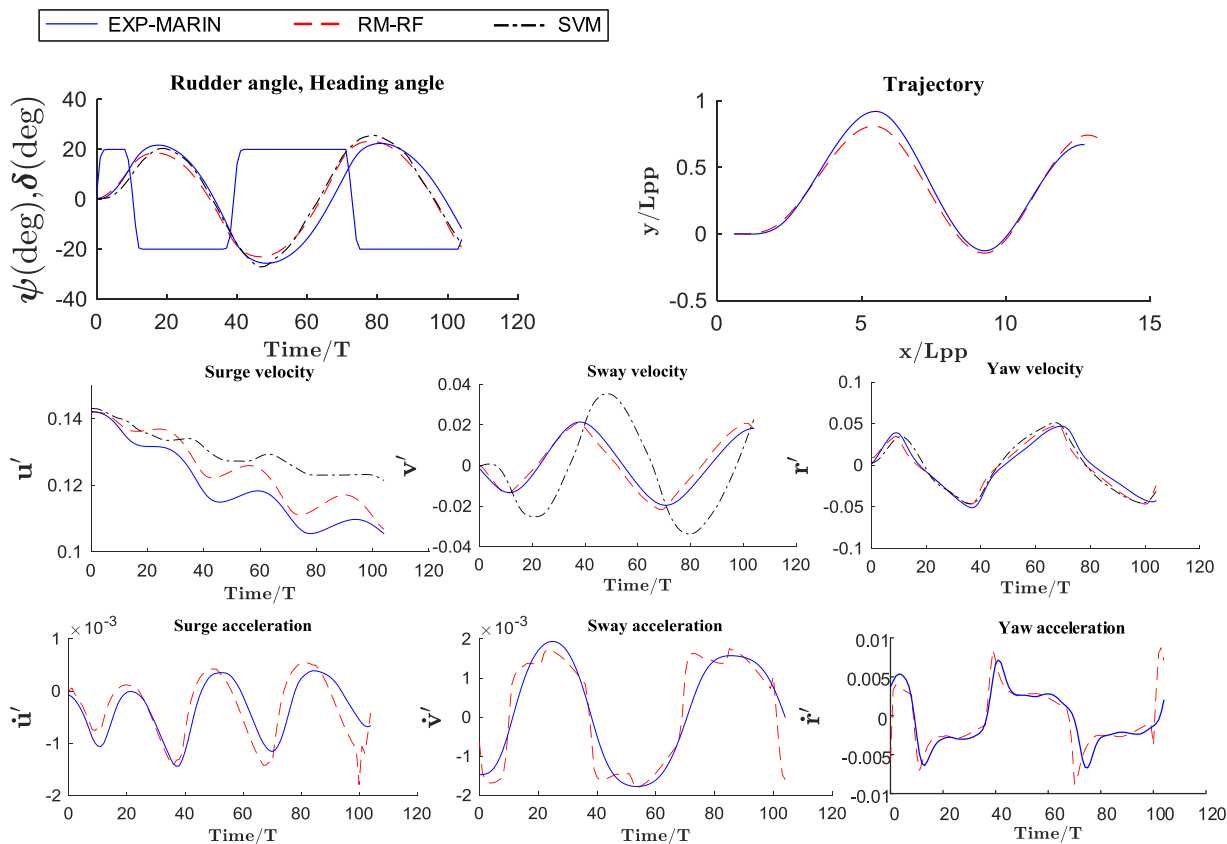 EXP-MARIN RM-RF SVM
Rudder angle, Heading angle
40
20
0
-20
-40
ψ(deg),δ(deg)
0 20 40 60 80 100 120
Time/T
Trajectory
1
0.5
0
-0.5
y/Lpp
0 5 10 15
x/Lpp
Surge velocity
0.14
0.12
0.1
u′
0 20 40 60 80 100 120
Time/T
Sway velocity
0.04
0.02
0
-0.02
-0.04
v′
0 20 40 60 80 100 120
Time/T
Yaw velocity
0.1
0.05
0
-0.05
-0.1
r′
0 20 40 60 80 100 120
Time/T
Surge acceleration
×10⁻³
1
0
-1
-2
u̇′
0 20 40 60 80 100 120
Time/T
Sway acceleration
×10⁻³
2
1
0
-1
-2
v̇′
0 20 40 60 80 100 120
Time/T
Yaw acceleration
0.01
0.005
0
-0.005
-0.01
ṙ′
0 20 40 60 80 100 120
Time/T